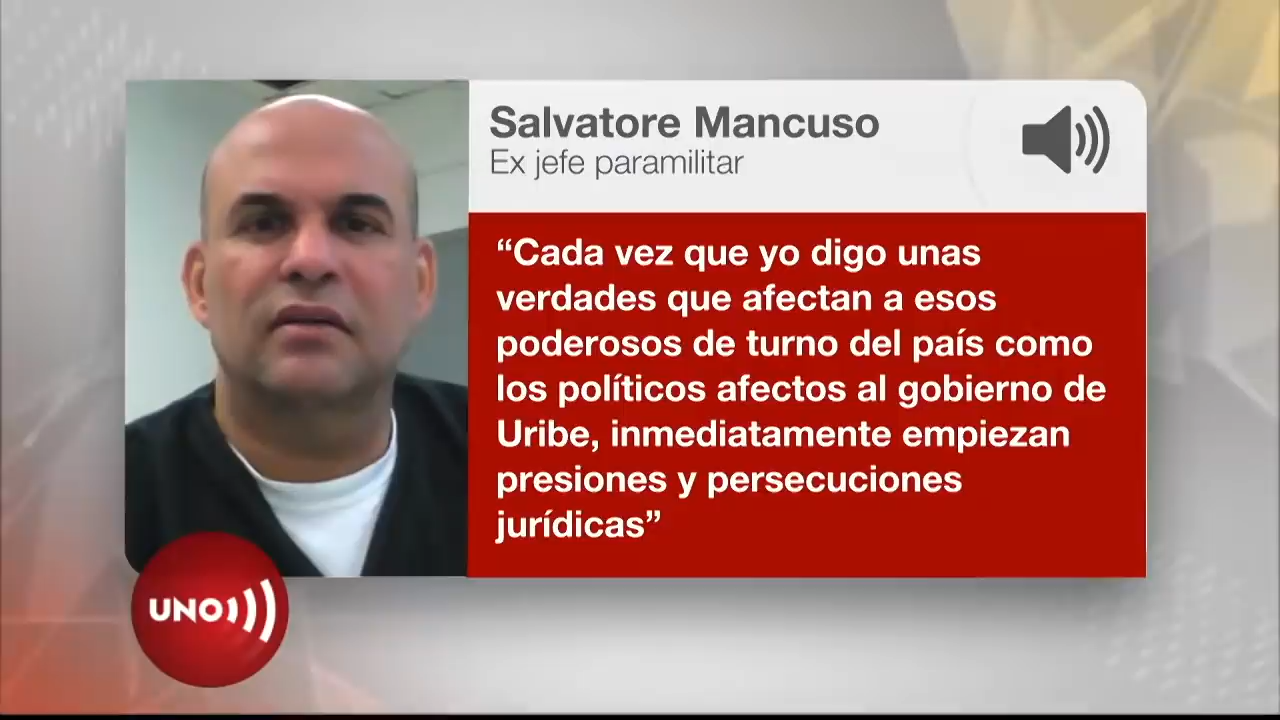 Salvatore Mancuso
Ex jefe paramilitar
“Cada vez que yo digo unas
verdades que afectan a esos
poderosos de turno del país como
los políticos afectos al gobierno de
Uribe, inmediatamente empiezan
presiones y persecuciones
jurídicas”
UNO